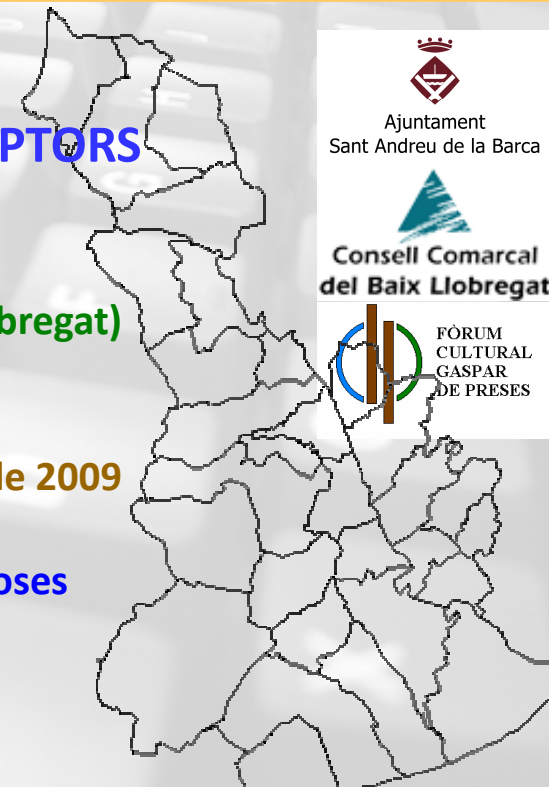 Ajuntament
Sant Andreu de la Barca
PTORS
Consell Comarcal
del Baix Llobregat
bregat)
FÒRUM
CULTURAL
GASPAR
DE PRESES
de 2009
oses